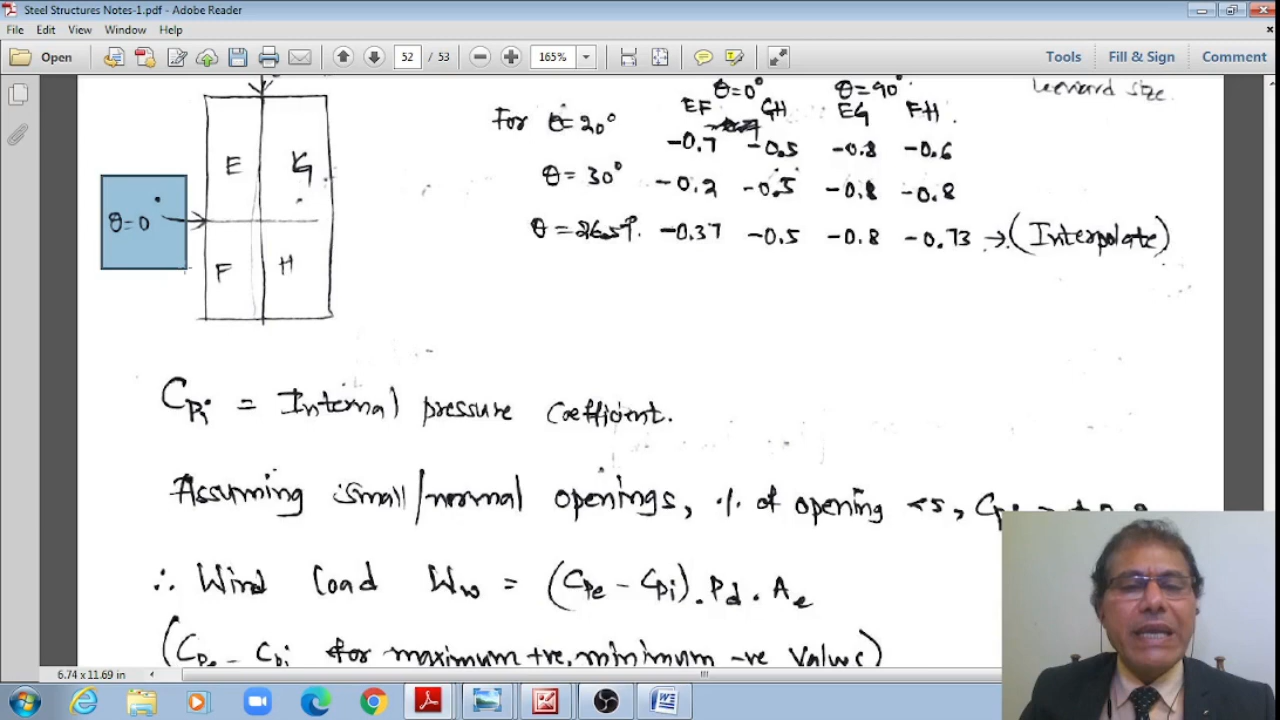 Steel Structures Notes-1.pdf - Adobe Reader
File Edit View Window Help
Open 52 / 53 165% Tools Fill & Sign Comment
θ=0° θ=90°
EF GH EG FH
For θ=20° -0.7 -0.5 -0.8 -0.6
θ = 30° -0.2 -0.5 -0.8 -0.8
θ = 26.57°. -0.37 -0.5 -0.8 -0.73 → (Interpolate)
E G
θ=0°
F H
Cpi = Internal pressure coefficient.
Assuming small/normal openings, % of opening <5, Cpi = ±0.2
∴ Wind load Ww = (Cpe - Cpi) . Pd . Ae
(Cpe - Cpi for maximum +ve, minimum -ve values)
6.74 x 11.69 in